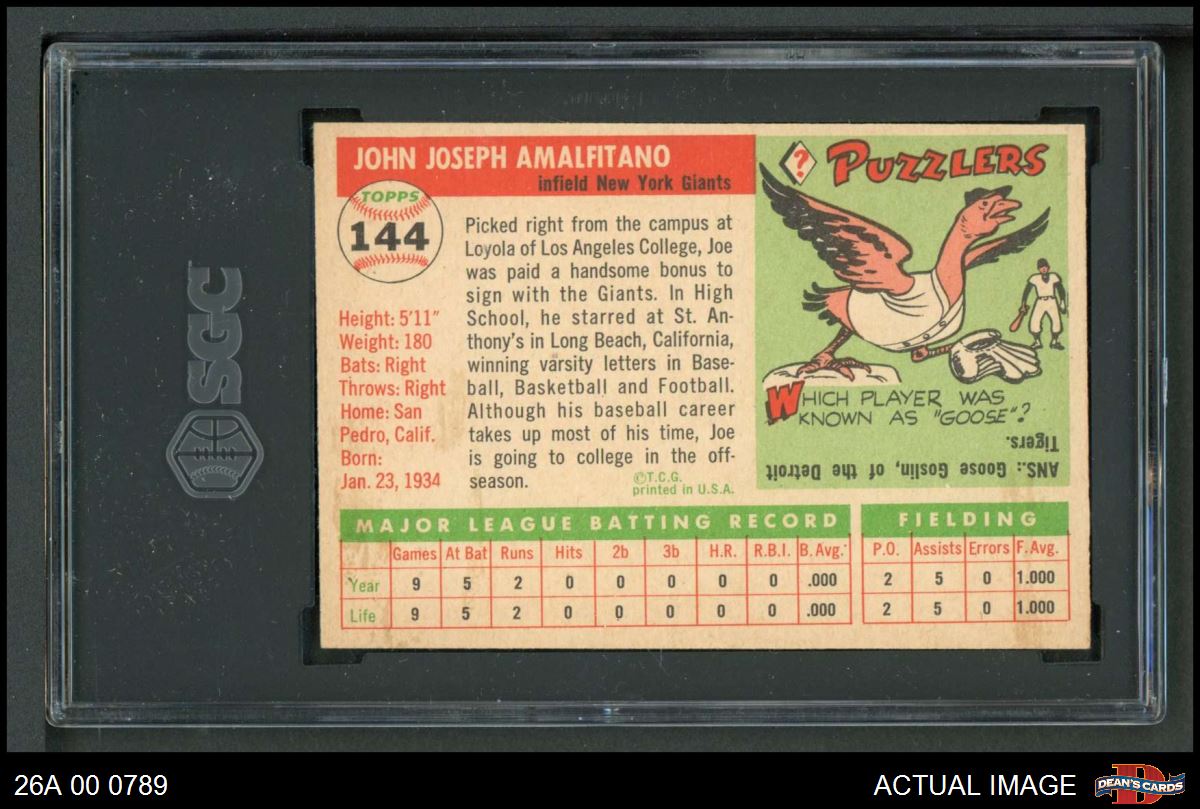 SGC
JOHN JOSEPH AMALFITANO
infield New York Giants
TOPPS
144
Height: 5'11"
Weight: 180
Bats: Right
Throws: Right
Home: San
Pedro, Calif.
Born:
Jan. 23, 1934
Picked right from the campus at
Loyola of Los Angeles College, Joe
was paid a handsome bonus to
sign with the Giants. In High
School, he starred at St. An-
thony's in Long Beach, California,
winning varsity letters in Base-
ball, Basketball and Football.
Although his baseball career
takes up most of his time, Joe
is going to college in the off-
season.
©T.C.G.
printed in U.S.A.
? PUZZLERS
WHICH PLAYER WAS
KNOWN AS "GOOSE"?
ANS.: Goose Goslin, of the Detroit
Tigers.
MAJOR LEAGUE BATTING RECORD
Games At Bat Runs Hits 2b 3b H.R. R.B.I. B. Avg.
Year 9 5 2 0 0 0 0 0 .000
Life 9 5 2 0 0 0 0 0 .000
FIELDING
P.O. Assists Errors F. Avg.
2 5 0 1.000
2 5 0 1.000
26A 00 0789
ACTUAL IMAGE
D
DEAN'S CARDS